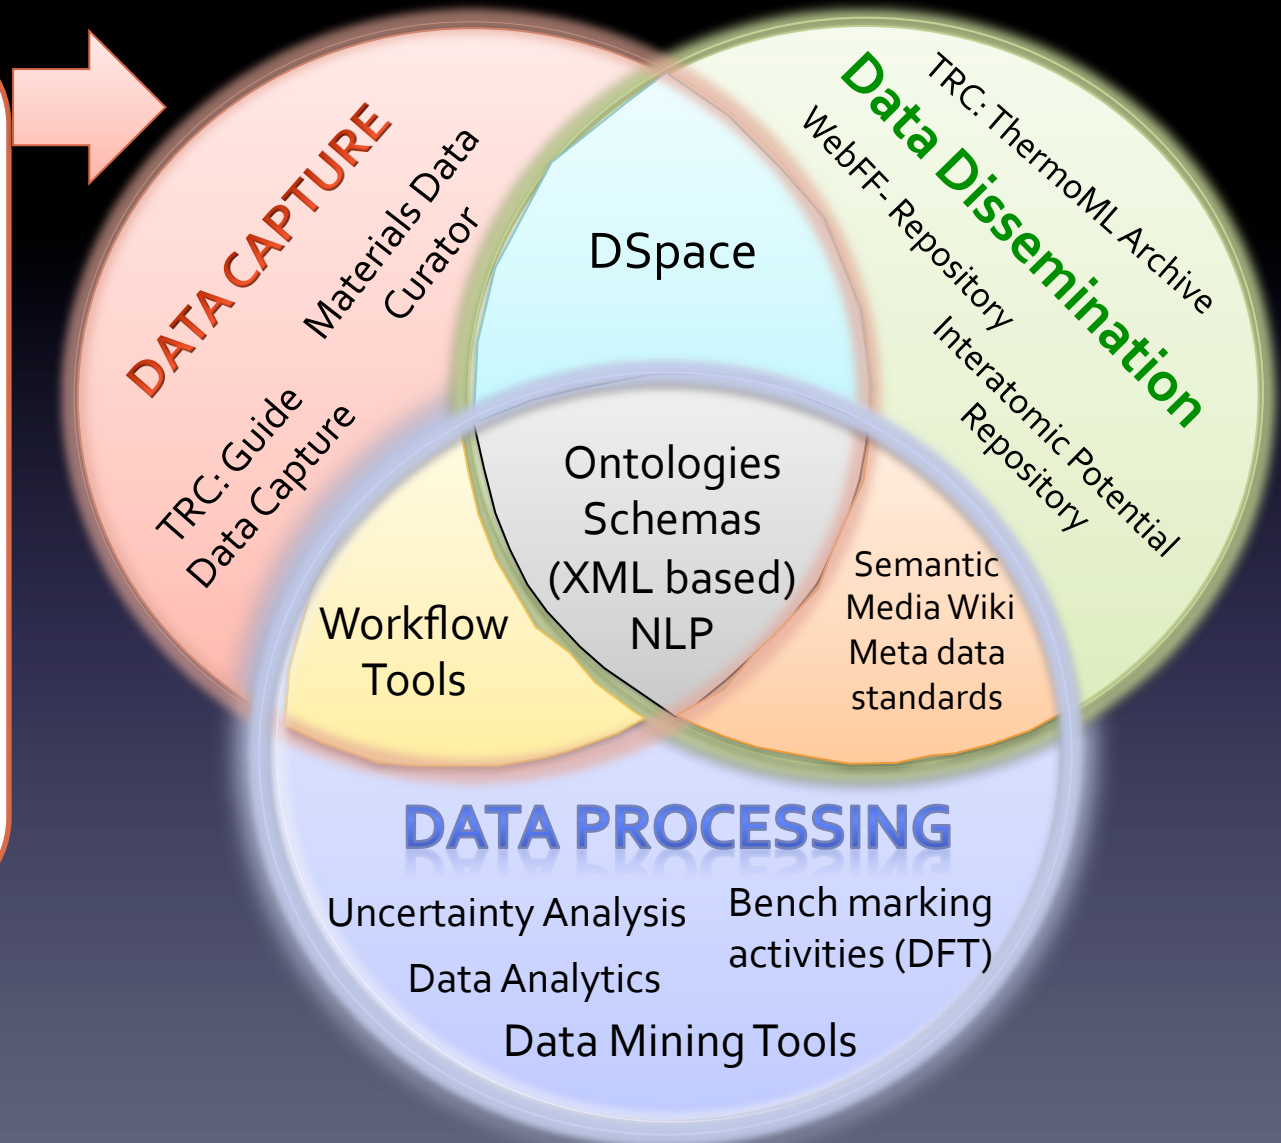 DATA CAPTURE
Materials Data
Curator
TRC: Guide
Data Capture
DSpace
Data Dissemination
TRC: ThermoML Archive
WebFF- Repository
Interatomic Potential
Repository
Ontologies
Schemas
(XML based)
NLP
Workflow
Tools
Semantic
Media Wiki
Meta data
standards
DATA PROCESSING
Uncertainty Analysis
Bench marking
activities (DFT)
Data Analytics
Data Mining Tools